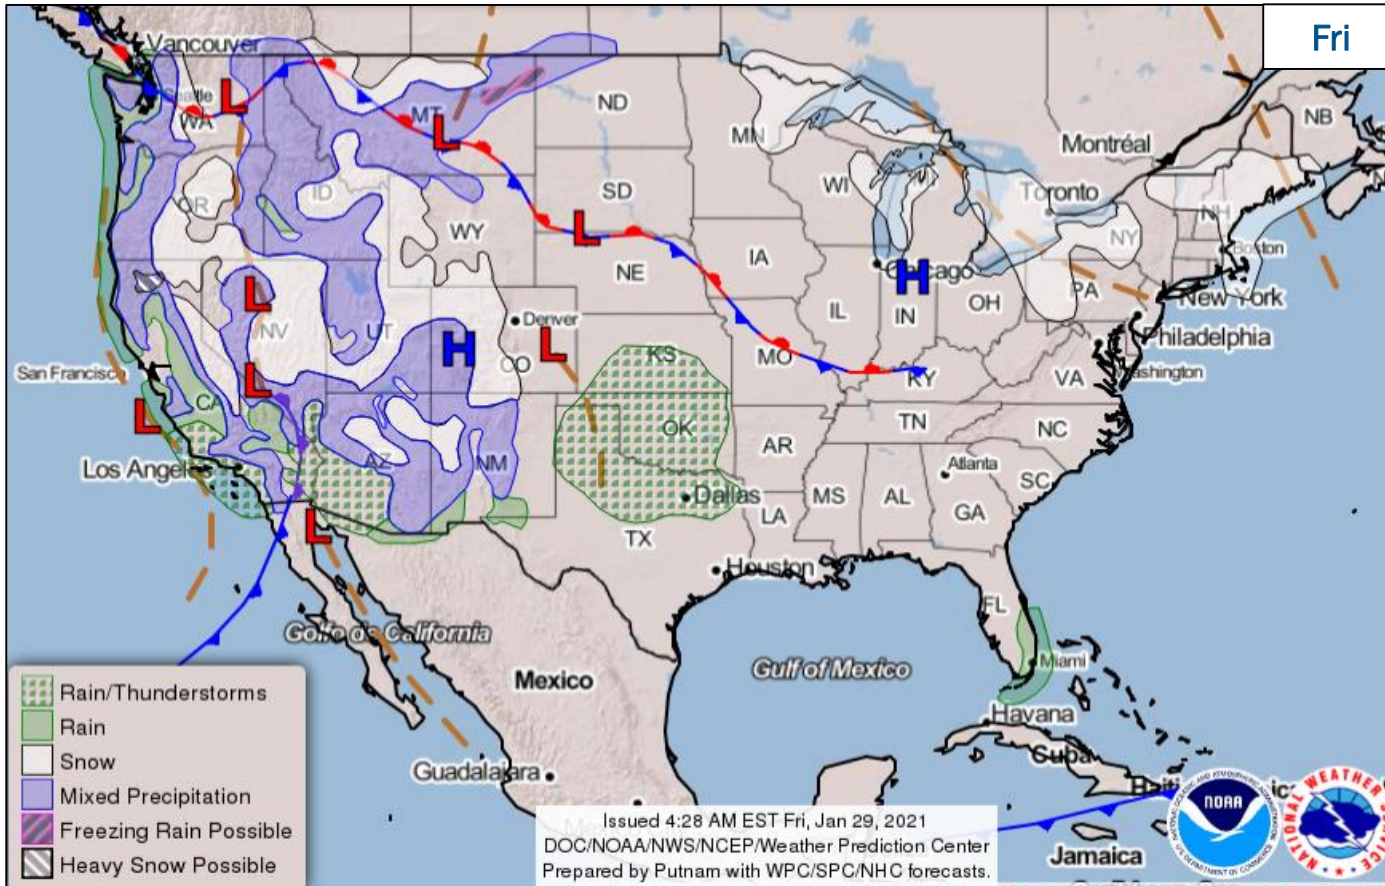 Fri
Vancouver
Seattle
WA
MT
ND
MN
Montréal
NB
OR
ID
SD
WI
MI
Toronto
NH
WY
NY
Boston
IA
NE
Chicago
H
PA
New York
NV
UT
Denver
IL
IN
OH
Philadelphia
San Francisco
CO
KS
MO
KY
VA
Washington
CA
OK
TN
NC
Los Angeles
AZ
NM
AR
Atlanta
SC
Dallas
MS
AL
GA
LA
TX
Houston
FL
Golfo de California
Mexico
Gulf of Mexico
Miami
Havana
Cuba
Guadalajara
Jamaica
L
L
L
L
L
L
L
L
H
Rain/Thunderstorms
Rain
Snow
Mixed Precipitation
Freezing Rain Possible
Heavy Snow Possible
Issued 4:28 AM EST Fri, Jan 29, 2021
DOC/NOAA/NWS/NCEP/Weather Prediction Center
Prepared by Putnam with WPC/SPC/NHC forecasts.
NOAA
NATIONAL WEATHER SERVICE